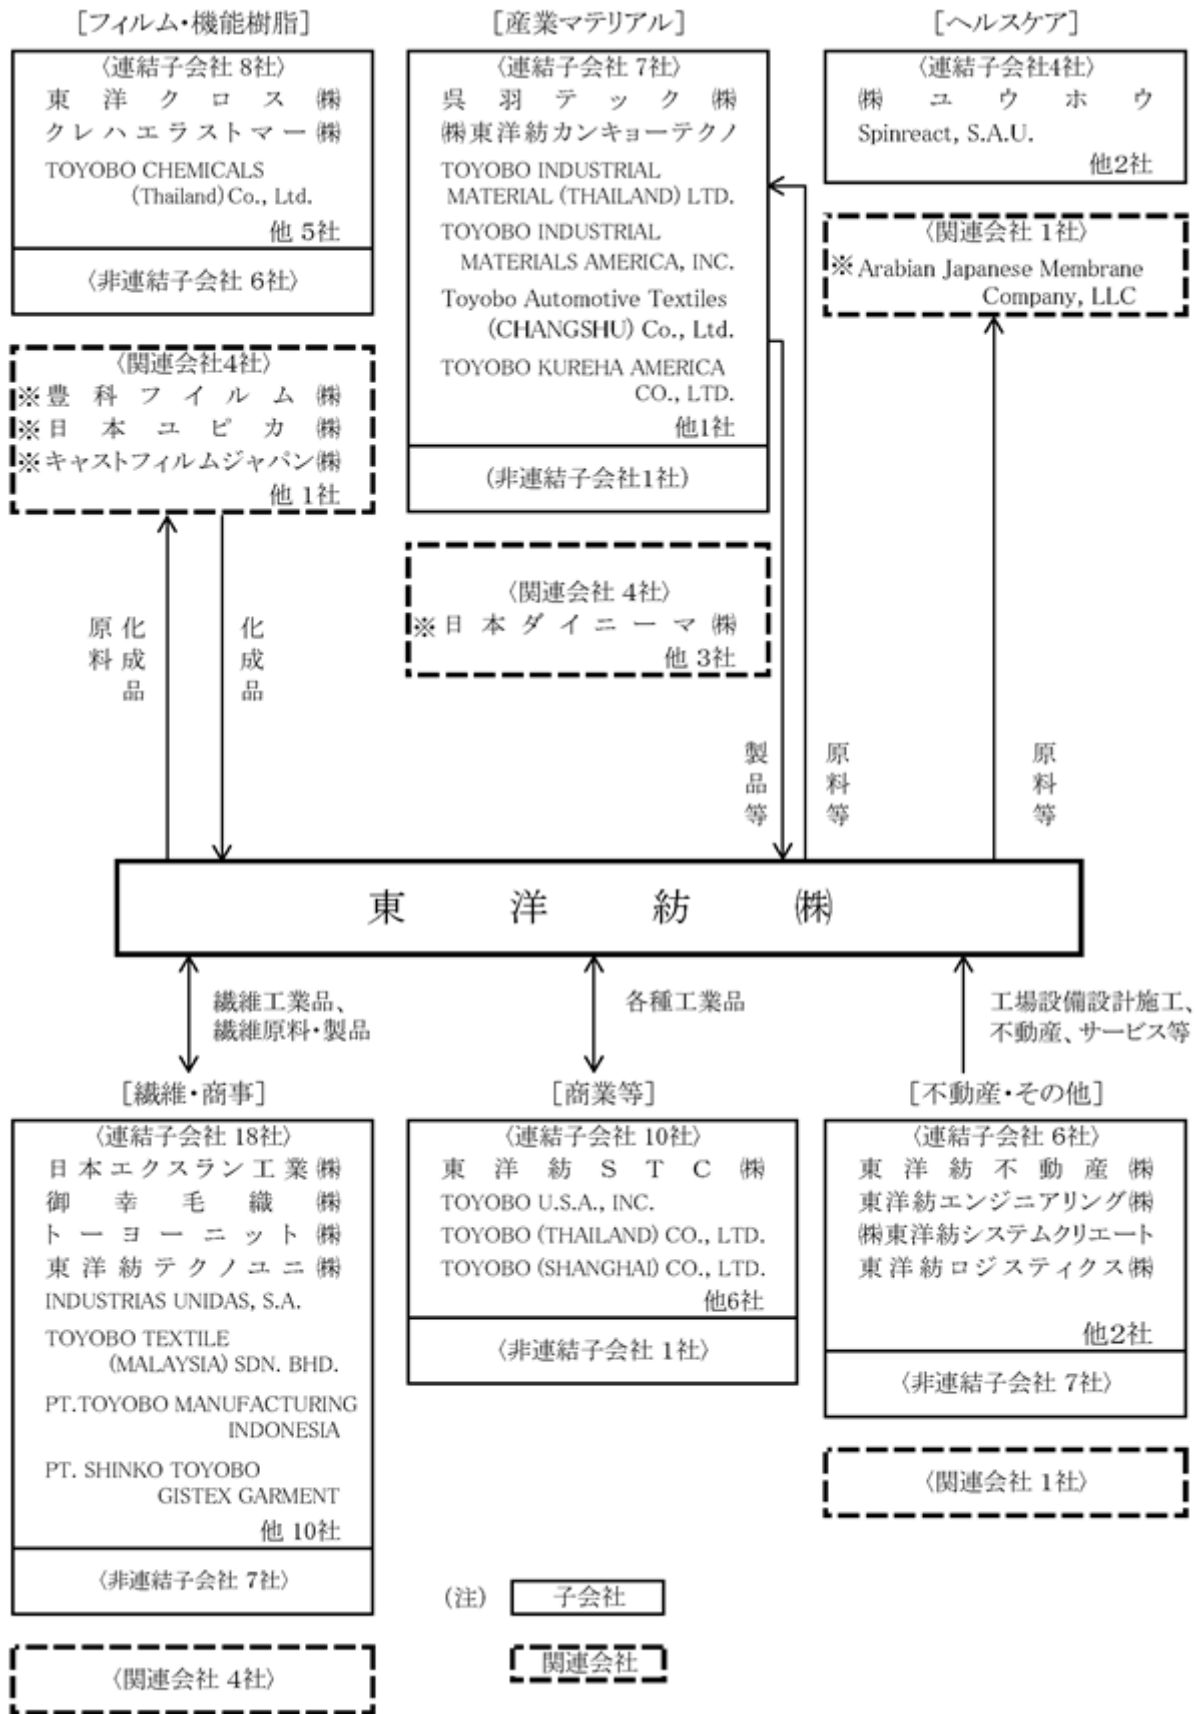 [フィルム・機能樹脂]
〈連結子会社 8社〉
東洋クロス㈱
クレハエラストマー㈱
TOYOBO CHEMICALS
(Thailand)Co., Ltd.
他 5社
〈非連結子会社 6社〉
〈関連会社4社〉
※豊科フイルム㈱
※日本ユピカ㈱
※キャストフィルムジャパン㈱
他 1社
[産業マテリアル]
〈連結子会社 7社〉
呉羽テック㈱
㈱東洋紡カンキョーテクノ
TOYOBO INDUSTRIAL
MATERIAL (THAILAND) LTD.
TOYOBO INDUSTRIAL
MATERIALS AMERICA, INC.
Toyobo Automotive Textiles
(CHANGSHU) Co., Ltd.
TOYOBO KUREHA AMERICA
CO., LTD.
他1社
(非連結子会社1社)
〈関連会社 4社〉
※日本ダイニーマ㈱
他 3社
[ヘルスケア]
〈連結子会社4社〉
㈱ユウホウ
Spinreact, S.A.U.
他2社
〈関連会社 1社〉
※Arabian Japanese Membrane
Company, LLC
化成品
原料
化成品
製品等
原料等
原料等
東洋紡㈱
繊維工業品、
繊維原料・製品
各種工業品
工場設備設計施工、
不動産、サービス等
[繊維・商事]
〈連結子会社 18社〉
日本エクスラン工業㈱
御幸毛織㈱
トーヨーニット㈱
東洋紡テクノユニ㈱
INDUSTRIAS UNIDAS, S.A.
TOYOBO TEXTILE
(MALAYSIA) SDN. BHD.
PT.TOYOBO MANUFACTURING
INDONESIA
PT. SHINKO TOYOBO
GISTEX GARMENT
他 10社
〈非連結子会社 7社〉
〈関連会社 4社〉
[商業等]
〈連結子会社 10社〉
東洋紡STC㈱
TOYOBO U.S.A., INC.
TOYOBO (THAILAND) CO., LTD.
TOYOBO (SHANGHAI) CO., LTD.
他6社
〈非連結子会社 1社〉
[不動産・その他]
〈連結子会社 6社〉
東洋紡不動産㈱
東洋紡エンジニアリング㈱
㈱東洋紡システムクリエート
東洋紡ロジスティクス㈱
他2社
〈非連結子会社 7社〉
〈関連会社 1社〉
(注) 子会社
関連会社